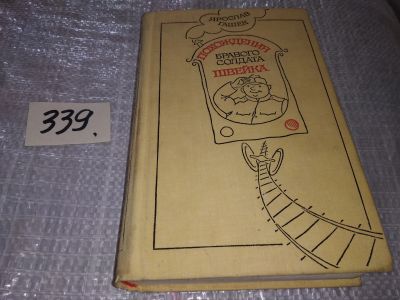 ЯРОСЛАВ
ГАШЕК
ПОХОЖДЕНИЯ
БРАВОГО
СОЛДАТА
ШВЕЙКА
339.